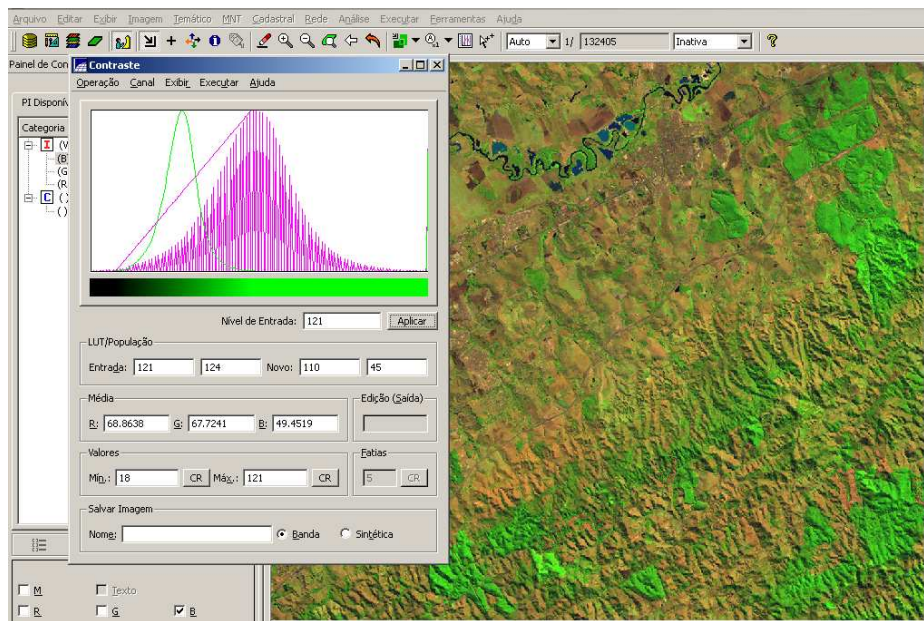 Arquivo Editar Exibir Imagem Temático MNT Cadastral Rede Análise Executar Ferramentas Ajuda
Auto 1/ 132405 Inativa
Painel de Con
Contraste
Operação Canal Exibir Executar Ajuda
PI Disponív
Categoria
I (V
(B)
(G
(R
C ( )
( )
Nível de Entrada: 121 Aplicar
LUT/População
Entrada: 121 124 Novo: 110 45
Média
R: 68.8638 G: 67.7241 B: 49.4519
Edição (Saída)
Valores
Mín.: 18 CR Máx.: 121 CR
Fatias
5 CR
Salvar Imagem
Nome: Banda Sintética
M Texto
R G B